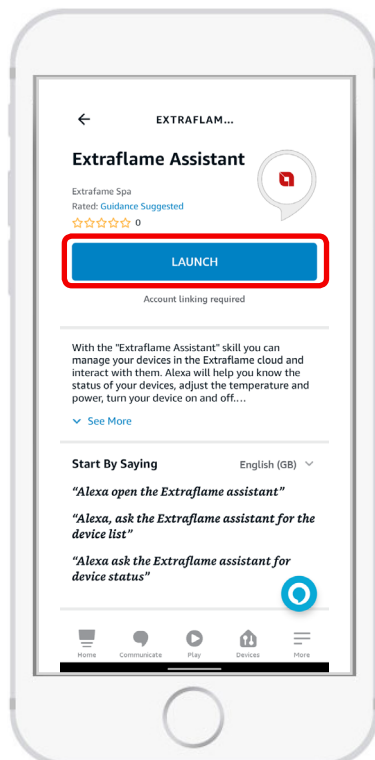 EXTRAFLAM...
Extraflame Assistant
Extrafame Spa
Rated: Guidance Suggested
0
LAUNCH
Account linking required
With the "Extraflame Assistant" skill you can
manage your devices in the Extraflame cloud and
interact with them. Alexa will help you know the
status of your devices, adjust the temperature and
power, turn your device on and off....
See More
Start By Saying English (GB)
“Alexa open the Extraflame assistant”
“Alexa, ask the Extraflame assistant for the
device list”
“Alexa ask the Extraflame assistant for
device status”
Home Communicate Play Devices More